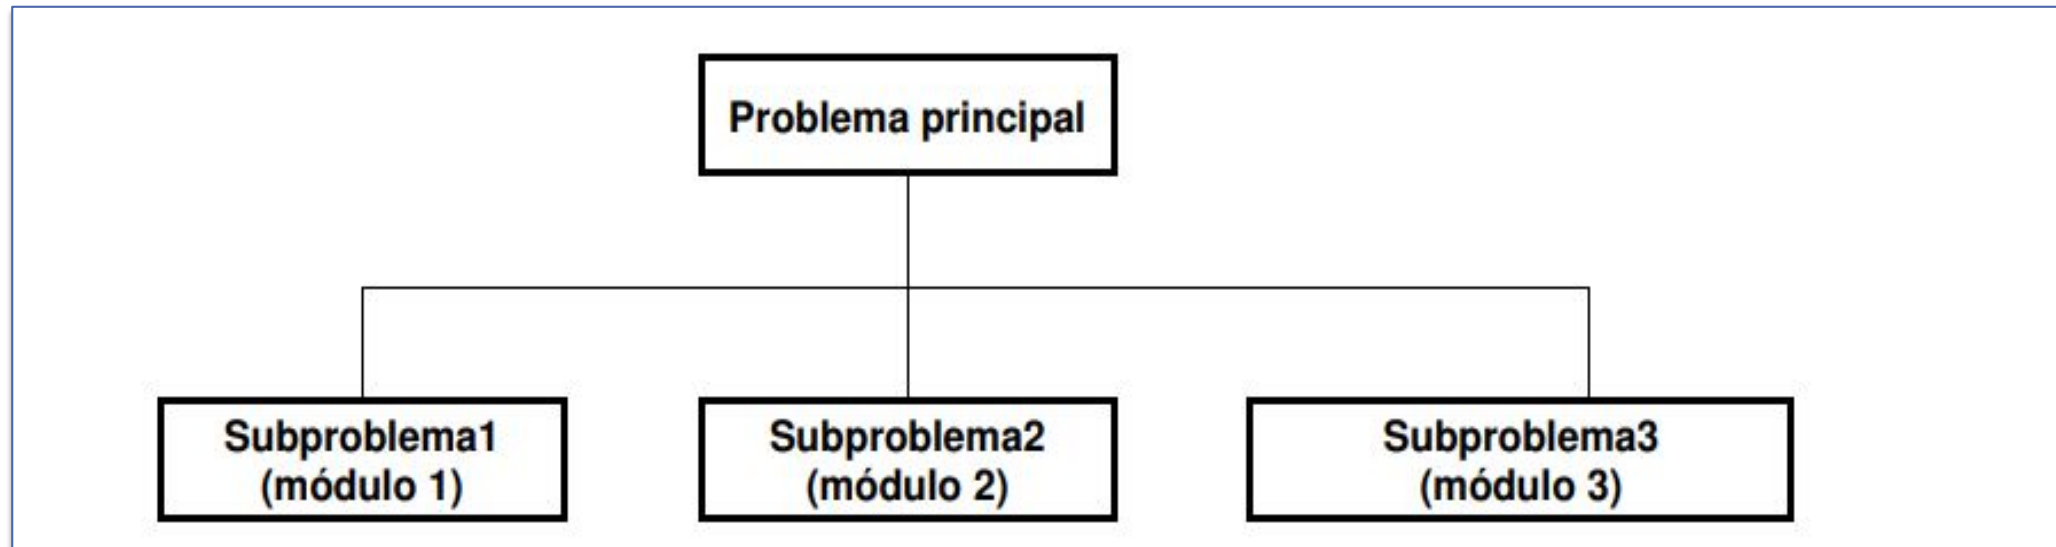 Problema principal
Subproblema1
(módulo 1)
Subproblema2
(módulo 2)
Subproblema3
(módulo 3)